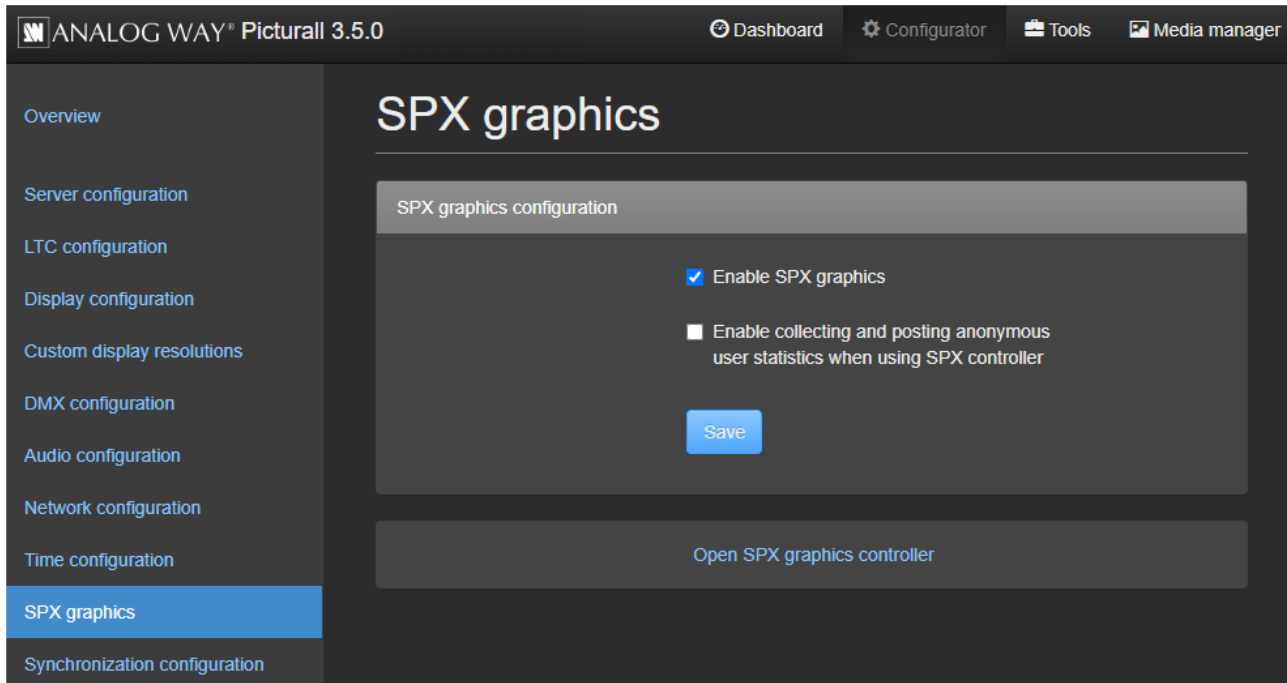 ANALOG WAY® Picturall 3.5.0
Dashboard
Configurator
Tools
Media manager
Overview
Server configuration
LTC configuration
Display configuration
Custom display resolutions
DMX configuration
Audio configuration
Network configuration
Time configuration
SPX graphics
Synchronization configuration
SPX graphics
SPX graphics configuration
Enable SPX graphics
Enable collecting and posting anonymous
user statistics when using SPX controller
Save
Open SPX graphics controller